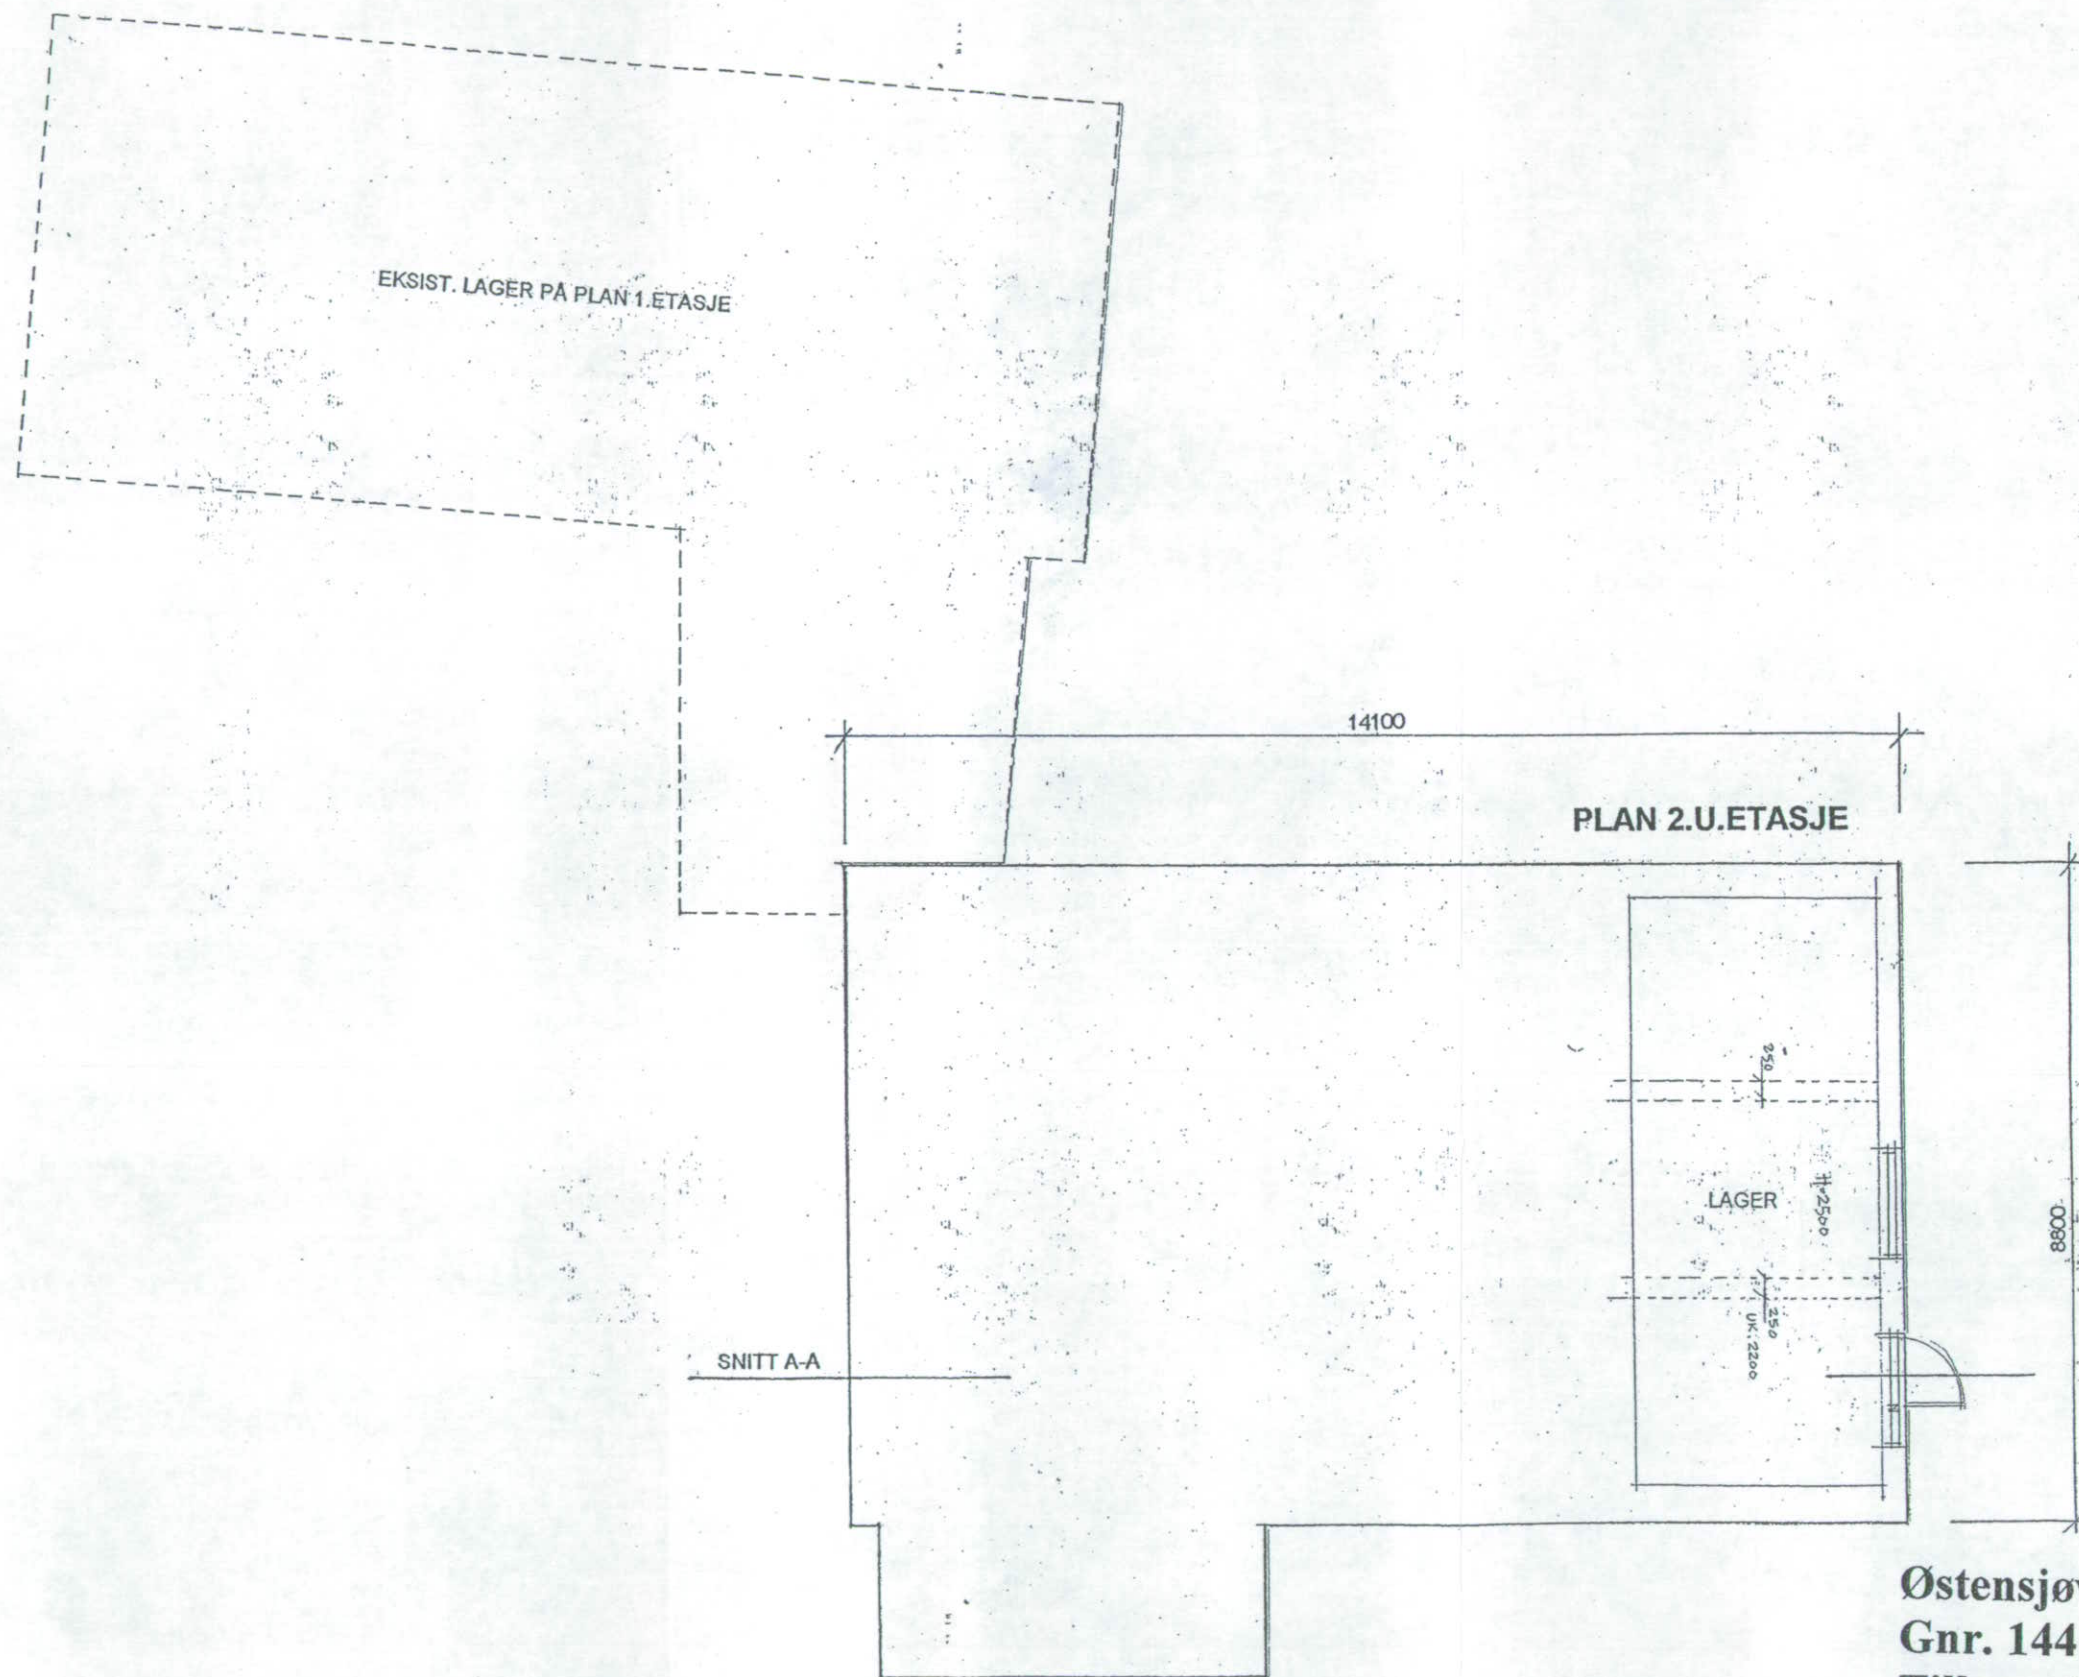 EKSIST. LAGER PÅ PLAN 1.ETASJE
14100
PLAN 2.U.ETASJE
250
LAGER
H=2500
8800
250
UK:2200
SNITT A-A
Østensjøv
Gnr. 144